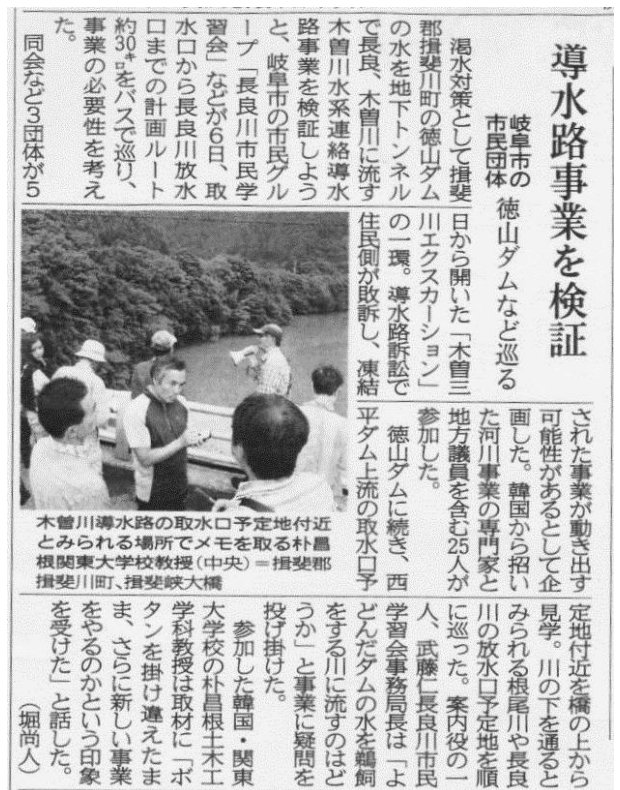 導水路事業を検証
岐阜市の
市民団体
徳山ダムなど巡る
渇水対策として揖斐
郡揖斐川町の徳山ダム
の水を地下トンネル
で長良、木曽川に流す
木曽川水系連絡導水
路事業を検証しよう
と、岐阜市の市民グル
ープ「長良川市民学
習会」などが6日、取
水口から長良川放水
口までの計画ルート
約30㌔をバスで巡り、
事業の必要性を考え
た。
同会など3団体が5
日から開いた「木曽三
川エクスカーション」
の一環。導水路訴訟で
住民側が敗訴し、凍結
された事業が動き出す
可能性があるとして企
画した。韓国から招い
た河川事業の専門家と
地方議員を含む25人が
参加した。
徳山ダムに続き、西
平ダム上流の取水口予
定地付近を橋の上から
見学。川の下を通ると
みられる根尾川や長良
川の放水口予定地を順
に巡った。案内役の一
人、武藤仁長良川市民
学習会事務局長は「よ
どんだダムの水を鵜飼
をする川に流すのはど
うか」と事業に疑問を
投げ掛けた。
参加した韓国・関東
大学校の朴昌根土木工
学科教授は取材に「ボ
タンを掛け違えたま
ま、さらに新しい事業
をやるのかという印象
を受けた」と話した。
（堀尚人）
木曽川導水路の取水口予定地付近
とみられる場所でメモを取る朴昌
根関東大学校教授(中央)＝揖斐郡
揖斐川町、揖斐峡大橋